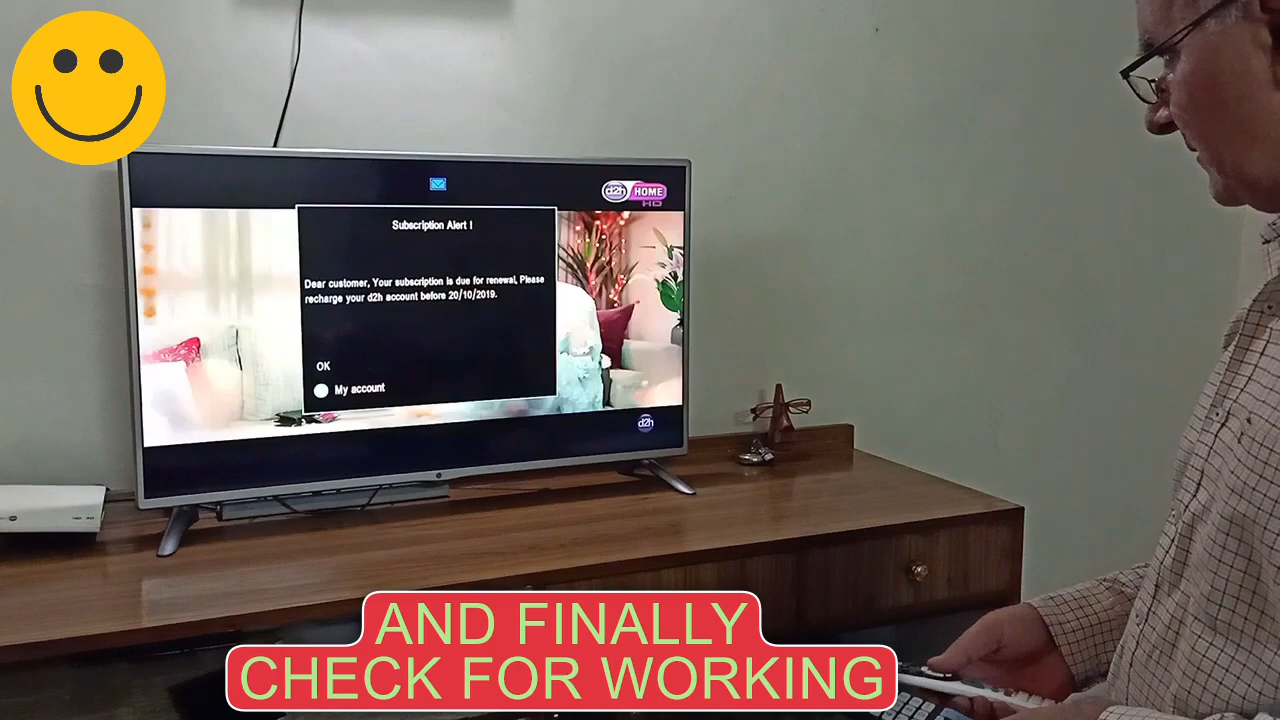 d2h HOME
HD
Subscription Alert !
Dear customer, Your subscription is due for renewal, Please
recharge your d2h account before 20/10/2019.
OK
My account
d2h
AND FINALLY
CHECK FOR WORKING